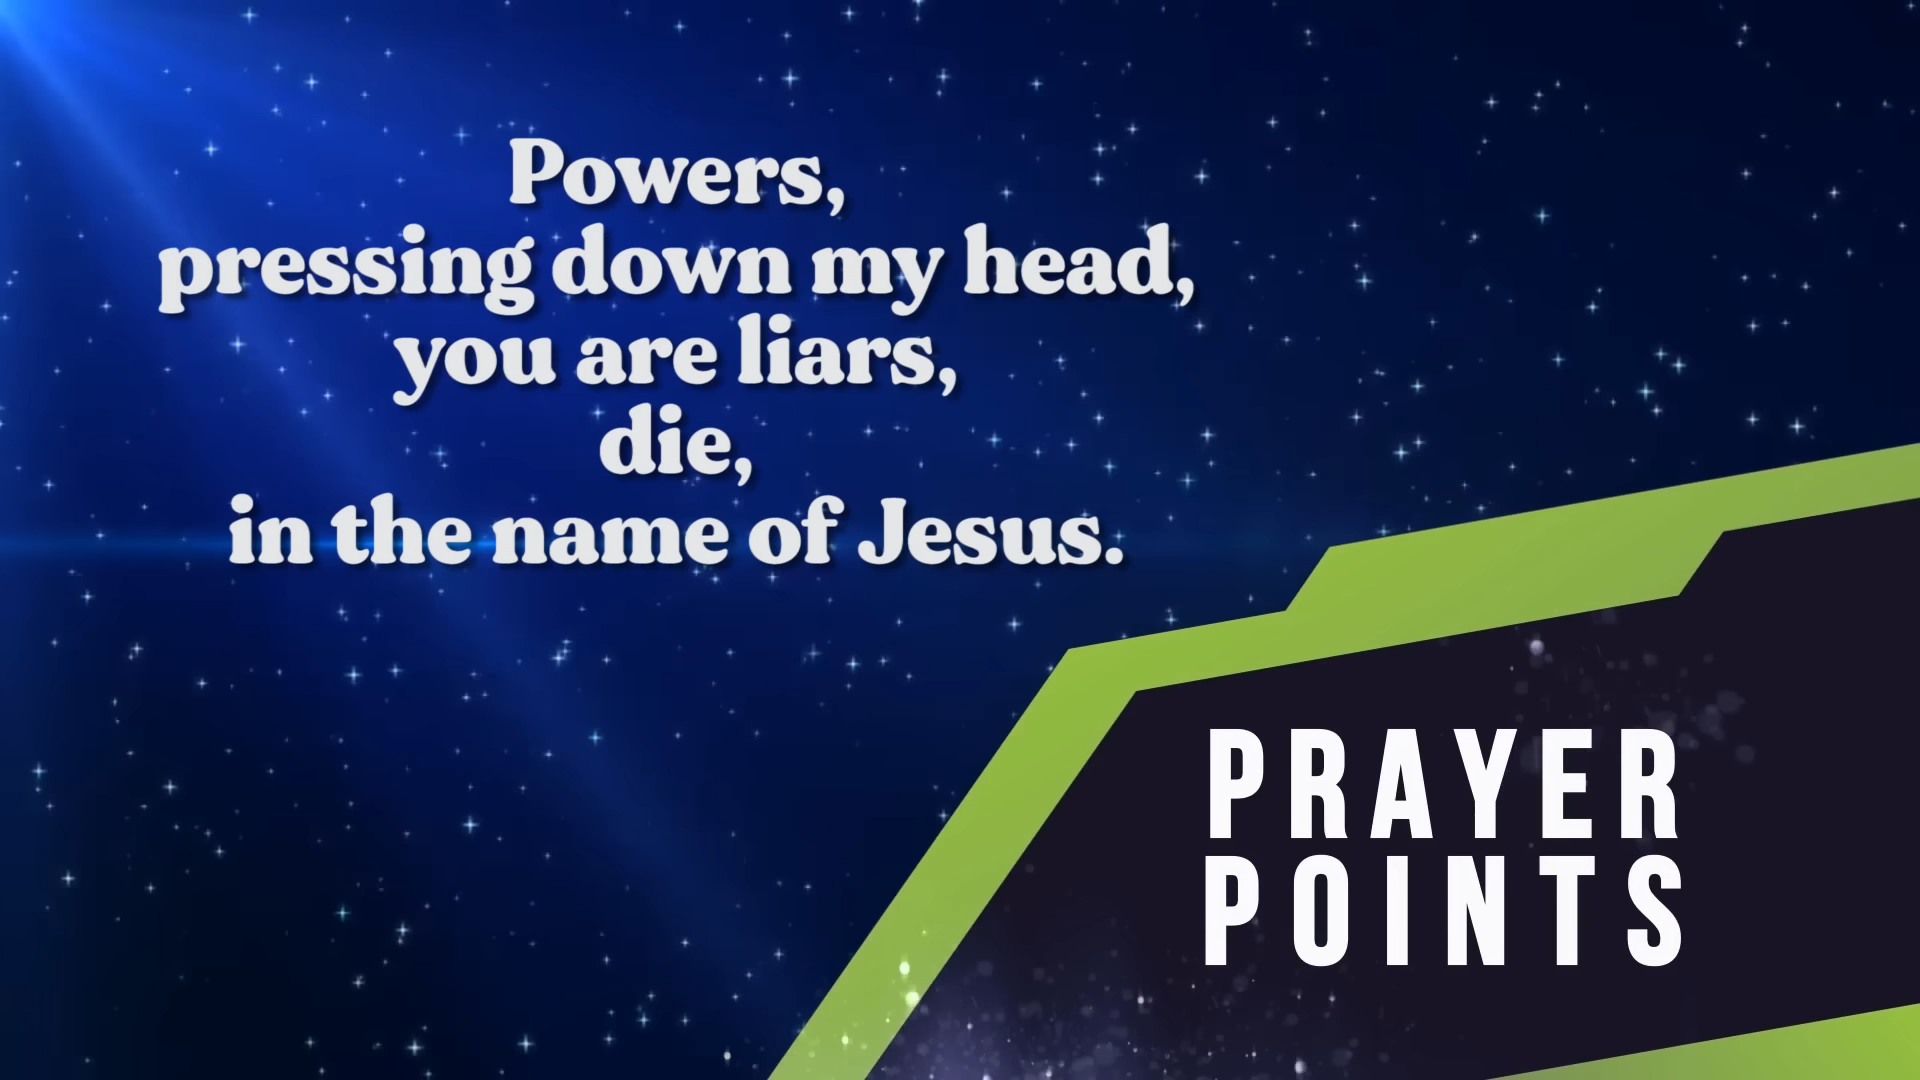 Powers,
pressing down my head,
you are liars,
die,
in the name of Jesus.
PRAYER
POINTS